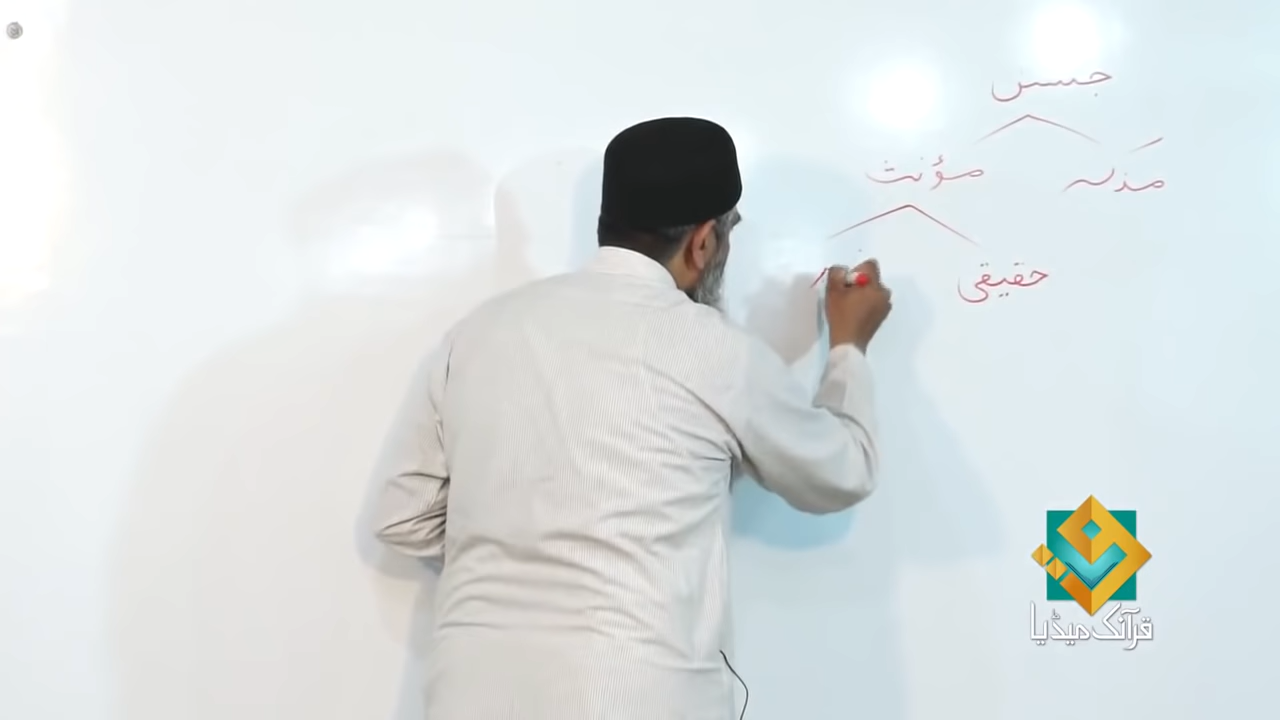 جنس
مذکر مؤنث
حقیقی
قرآنک میڈیا